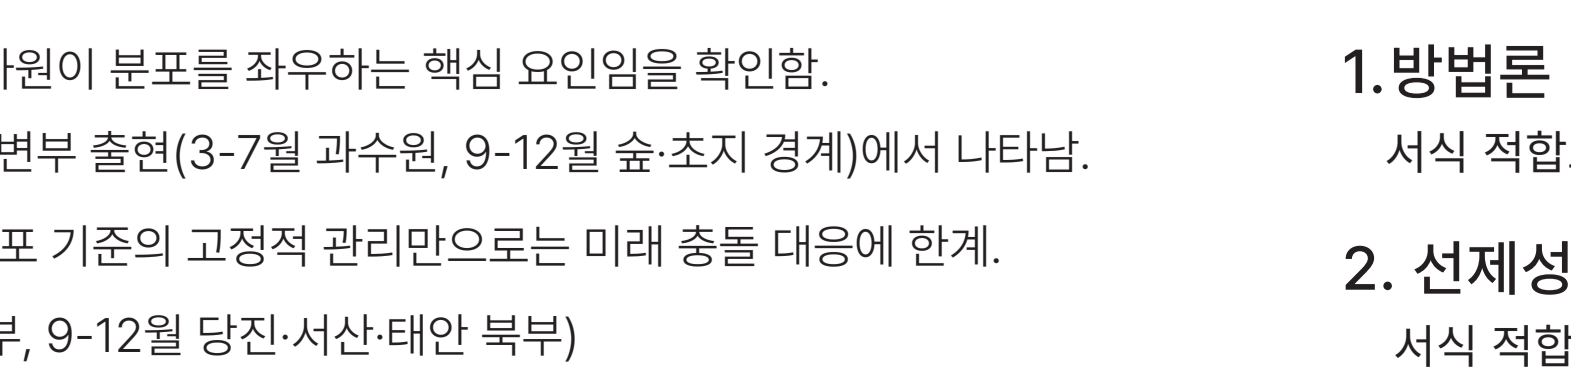 원이 분포를 좌우하는 핵심 요인임을 확인함.
변부 출현(3-7월 과수원, 9-12월 숲·초지 경계)에서 나타남.
포 기준의 고정적 관리만으로는 미래 충돌 대응에 한계.
부, 9-12월 당진·서산·태안 북부)
1.방법론
서식 적합
2. 선제성
서식 적합